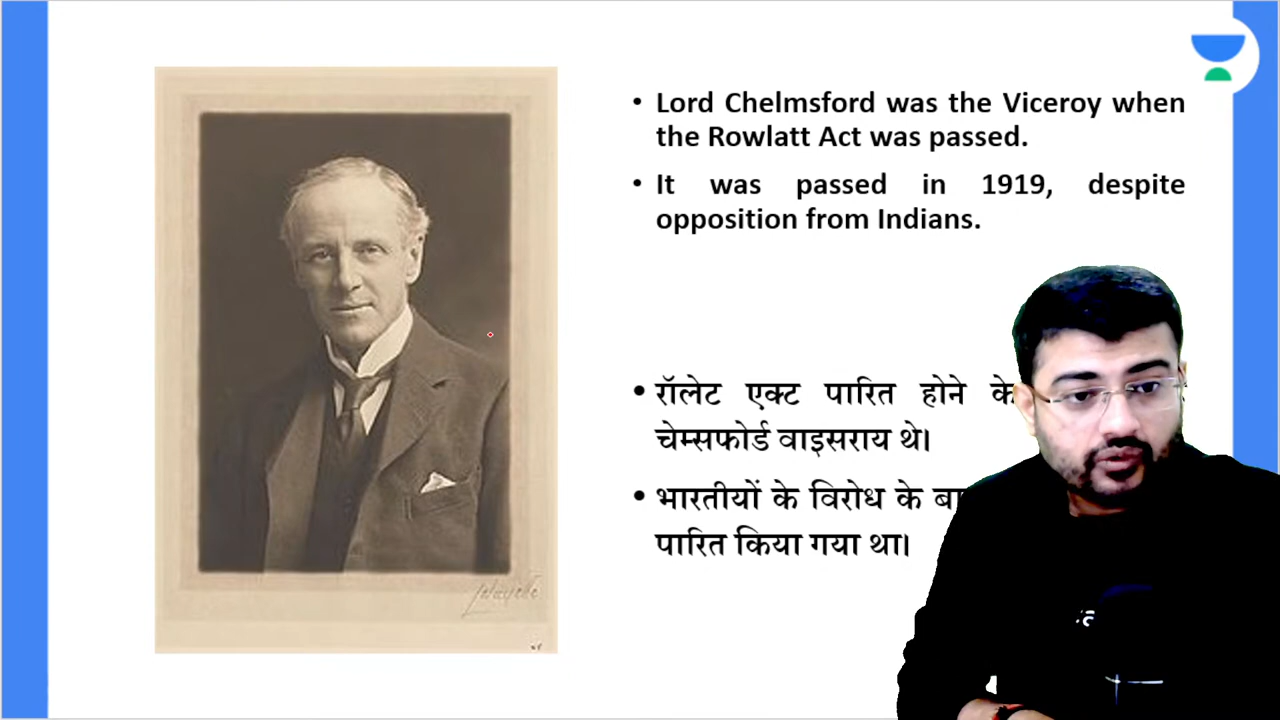 • Lord Chelmsford was the Viceroy when
the Rowlatt Act was passed.
• It was passed in 1919, despite
opposition from Indians.
• रॉलेट एक्ट पारित होने के
चेम्सफोर्ड वाइसराय थे।
• भारतीयों के विरोध के
पारित किया गया था।